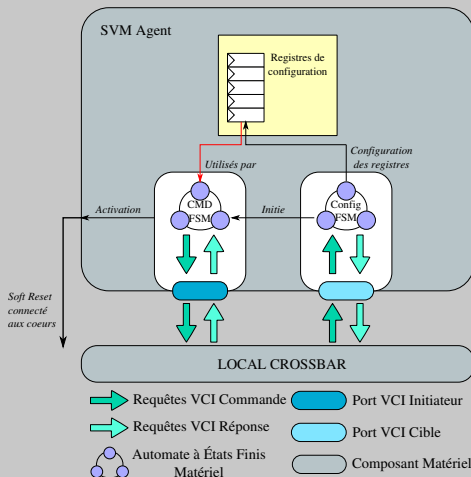 SVM Agent
Registres de
configuration
Configuration
des registres
Utilisés par
Activation
CMD
FSM
Initie
Config
FSM
Soft Reset
connecté
aux coeurs
LOCAL CROSSBAR
Requêtes VCI Commande
Port VCI Initiateur
Requêtes VCI Réponse
Port VCI Cible
Automate à États Finis
Matériel
Composant Matériel